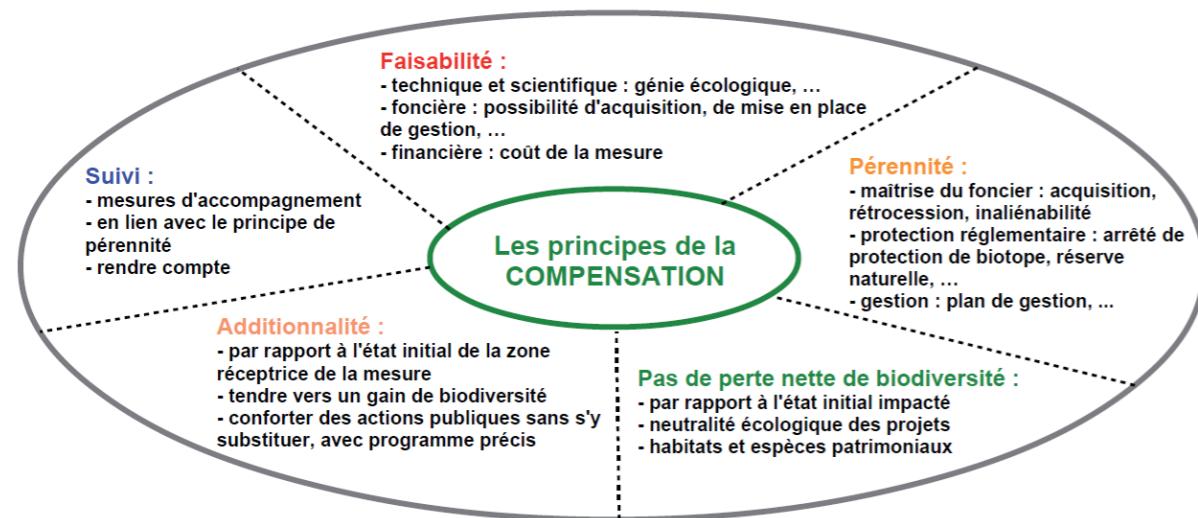 Faisabilité :
- technique et scientifique : génie écologique, …
- foncière : possibilité d'acquisition, de mise en place
de gestion, …
- financière : coût de la mesure
Suivi :
- mesures d'accompagnement
- en lien avec le principe de
pérennité
- rendre compte
Les principes de la
COMPENSATION
Pérennité :
- maîtrise du foncier : acquisition,
rétrocession, inaliénabilité
- protection réglementaire : arrêté de
protection de biotope, réserve
naturelle, …
- gestion : plan de gestion, ...
Additionnalité :
- par rapport à l'état initial de la zone
réceptrice de la mesure
- tendre vers un gain de biodiversité
- conforter des actions publiques sans s'y
substituer, avec programme précis
Pas de perte nette de biodiversité :
- par rapport à l'état initial impacté
- neutralité écologique des projets
- habitats et espèces patrimoniaux